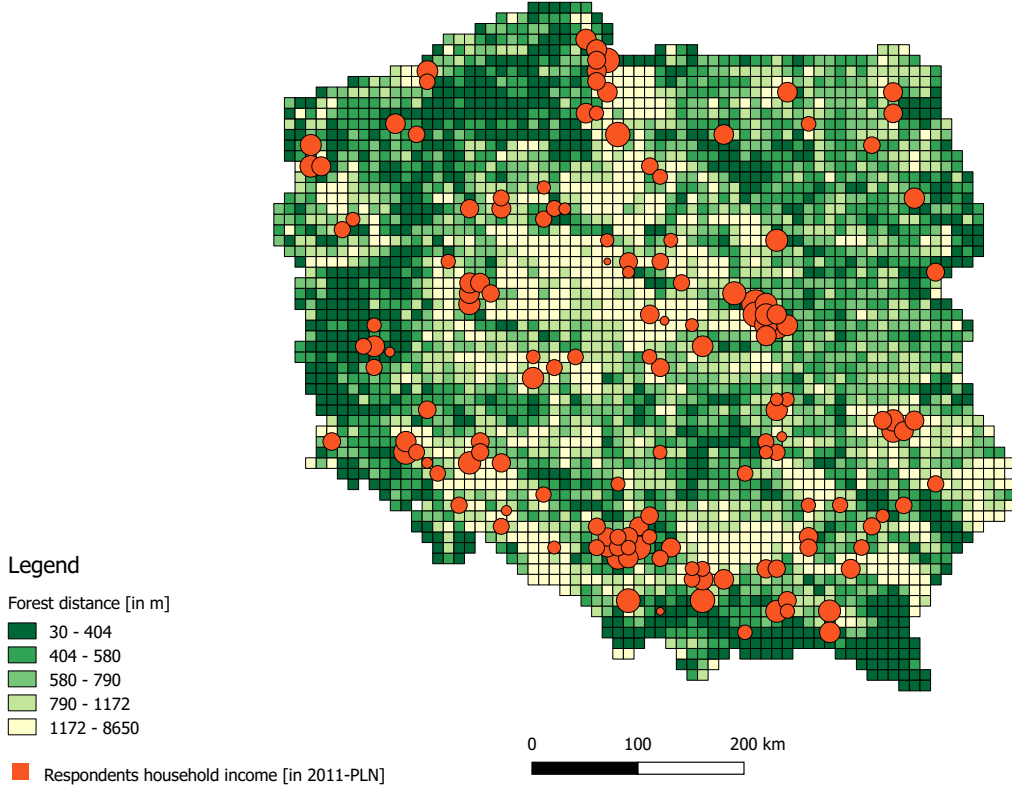 Legend
Forest distance [in m]
30 - 404
404 - 580
580 - 790
790 - 1172
1172 - 8650
Respondents household income [in 2011-PLN]
0 100 200 km